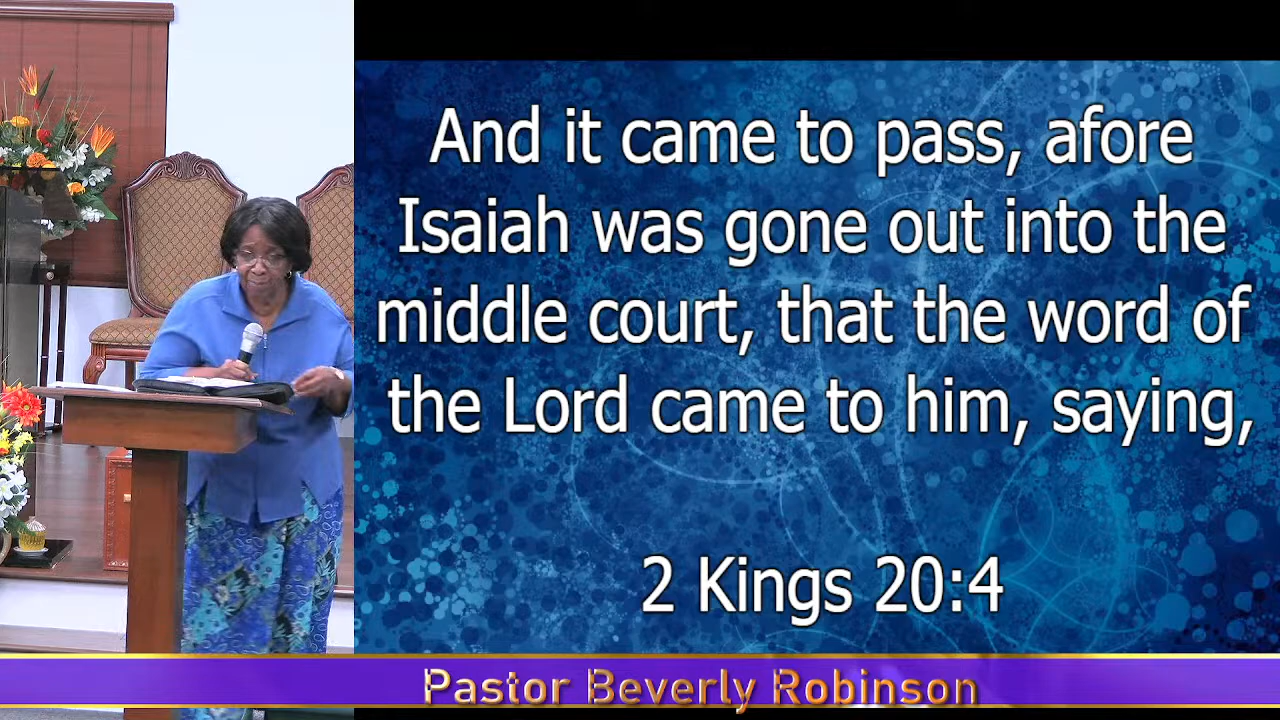 And it came to pass, afore
Isaiah was gone out into the
middle court, that the word of
the Lord came to him, saying,
2 Kings 20:4
Pastor Beverly Robinson